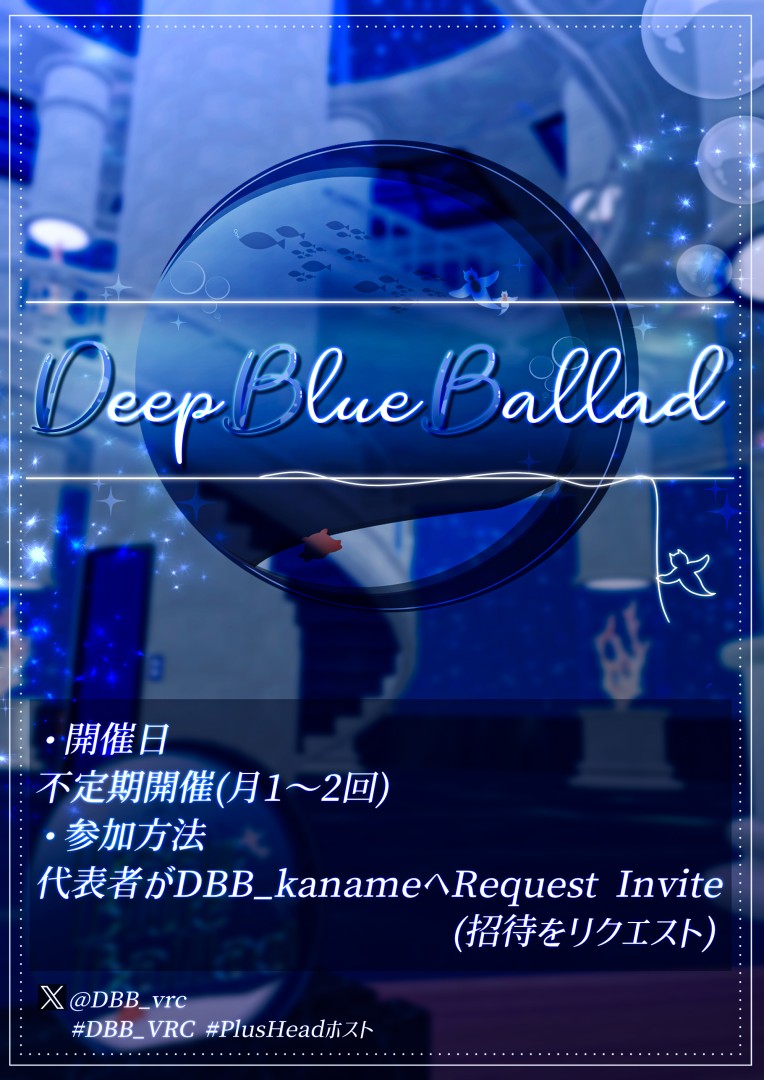 Deep Blue Ballad
・開催日
不定期開催(月1～2回)
・参加方法
代表者がDBB_kanameへRequest Invite
(招待をリクエスト)
X @DBB_vrc
#DBB_VRC #PlusHeadホスト